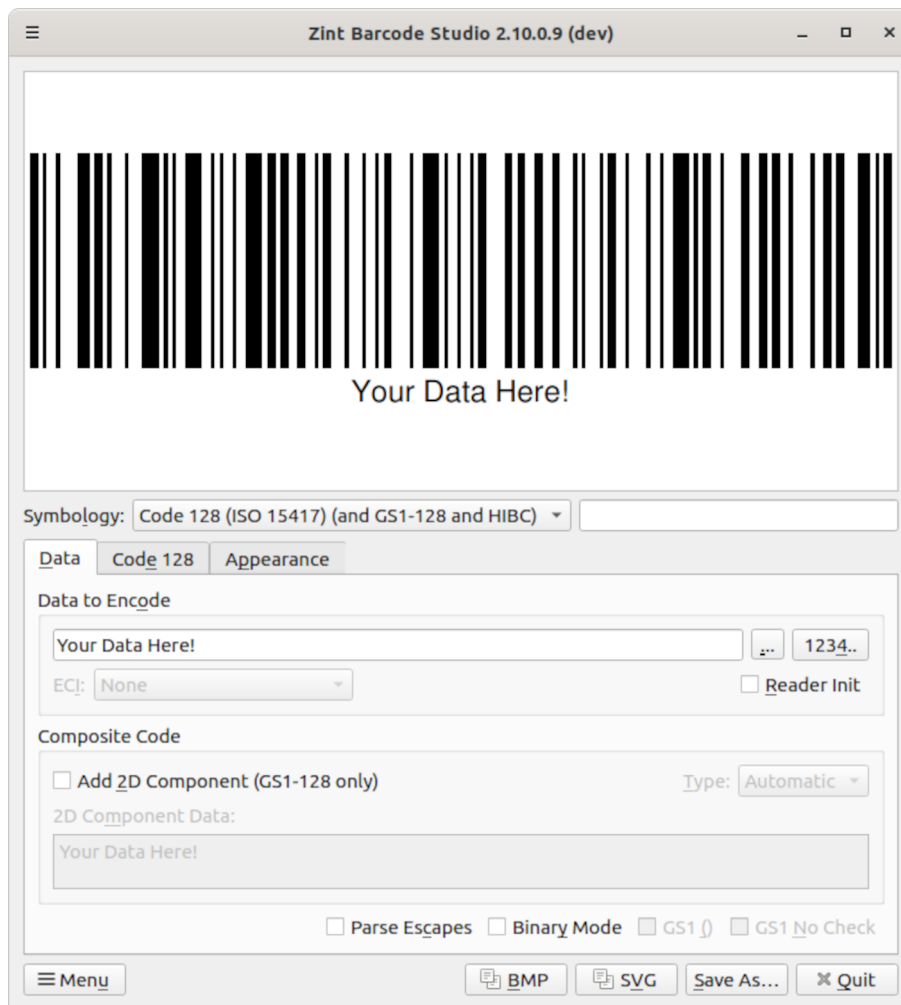 Zint Barcode Studio 2.10.0.9 (dev)
Your Data Here!
Symbology: Code 128 (ISO 15417) (and GS1-128 and HIBC)
Data Code 128 Appearance
Data to Encode
Your Data Here! ... 1234..
ECI: None Reader Init
Composite Code
Add 2D Component (GS1-128 only) Type: Automatic
2D Component Data:
Your Data Here!
Parse Escapes Binary Mode GS1 () GS1 No Check
Menu BMP SVG Save As... Quit